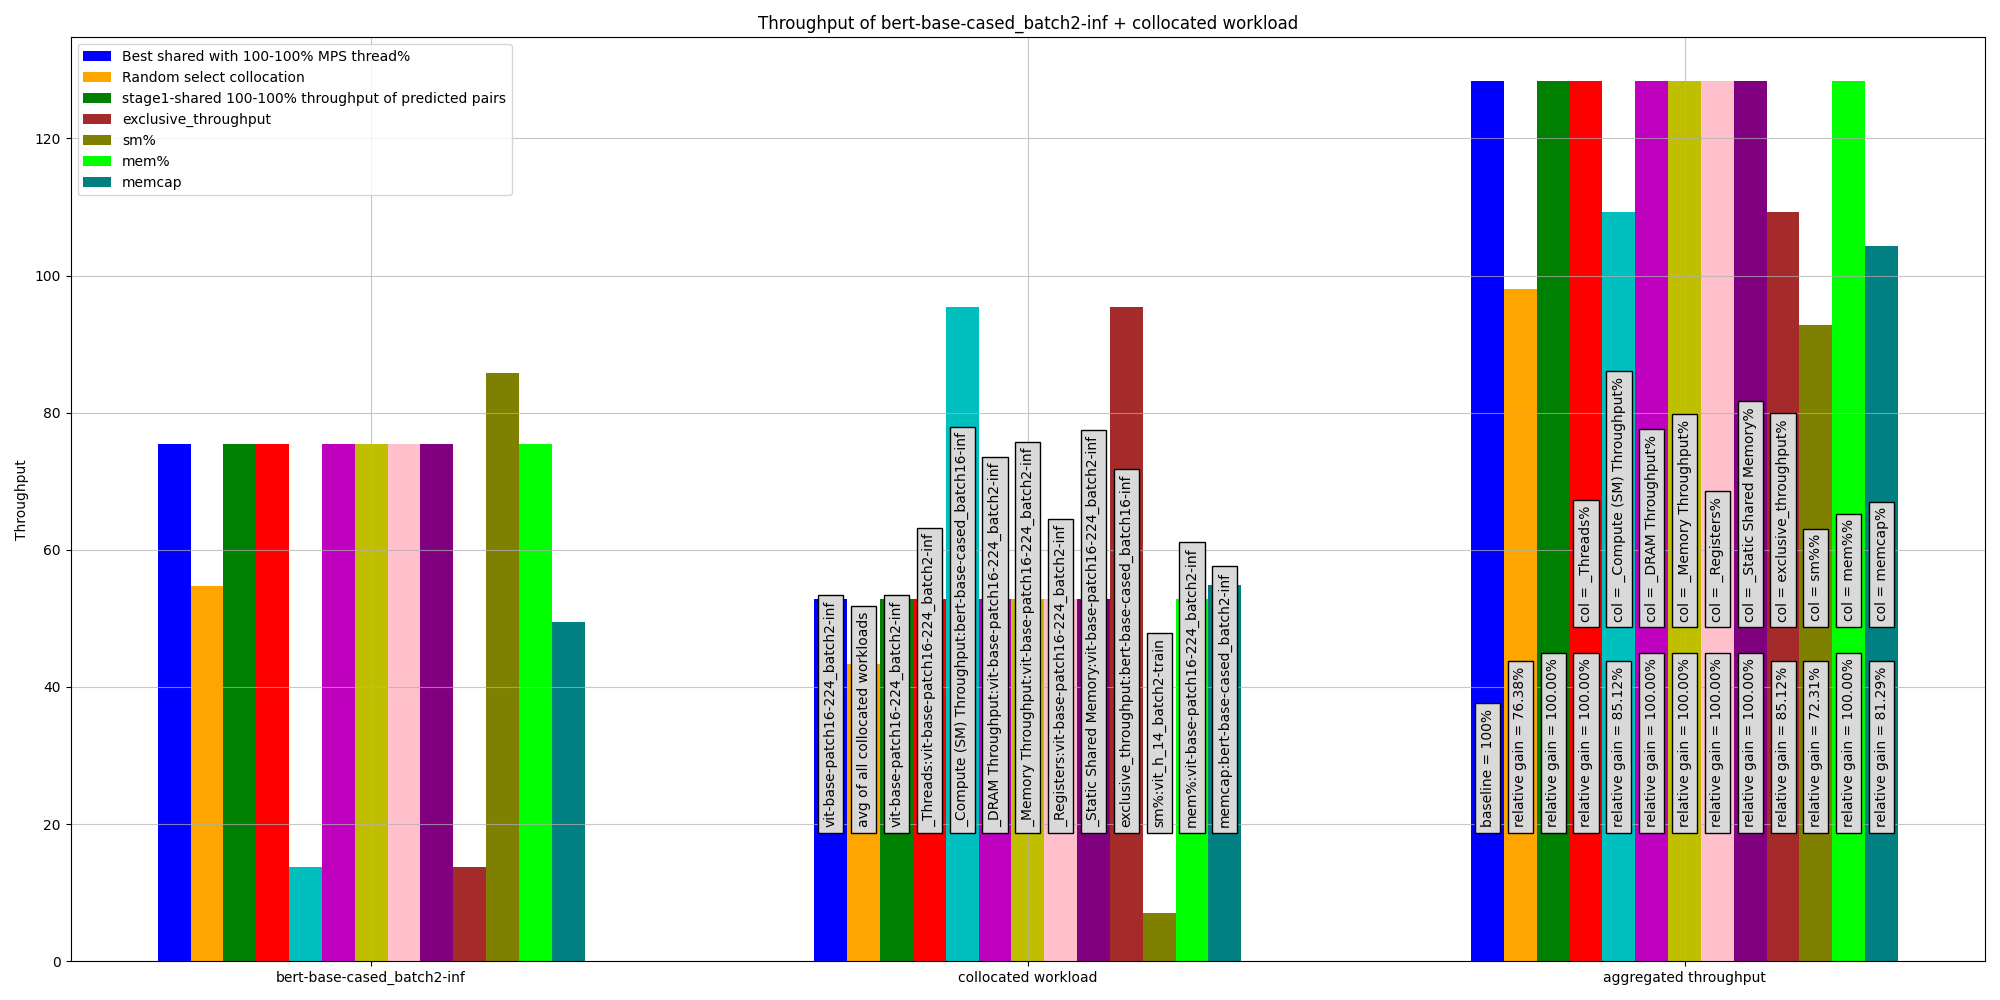 Throughput of bert-base-cased_batch2-inf + collocated workload
Best shared with 100-100% MPS thread%
Random select collocation
stage1-shared 100-100% throughput of predicted pairs
exclusive_throughput
sm%
mem%
memcap
Throughput
120
100
80
60
40
20
0
vit-base-patch16-224_batch2-inf
avg of all collocated workloads
vit-base-patch16-224_batch2-inf
_Threads:vit-base-patch16-224_batch2-inf
_Compute (SM) Throughput:bert-base-cased_batch16-inf
_DRAM Throughput:vit-base-patch16-224_batch2-inf
_Memory Throughput:vit-base-patch16-224_batch2-inf
_Registers:vit-base-patch16-224_batch2-inf
_Static Shared Memory:vit-base-patch16-224_batch2-inf
exclusive_throughput:bert-base-cased_batch16-inf
sm%:vit_h_14_batch2-train
mem%:vit-base-patch16-224_batch2-inf
memcap:bert-base-cased_batch2-inf
col = _Threads%
col = _Compute (SM) Throughput%
col = _DRAM Throughput%
col = _Memory Throughput%
col = _Registers%
col = _Static Shared Memory%
col = exclusive_throughput%
col = sm%%
col = mem%%
col = memcap%
baseline = 100%
relative gain = 76.38%
relative gain = 100.00%
relative gain = 100.00%
relative gain = 85.12%
relative gain = 100.00%
relative gain = 100.00%
relative gain = 100.00%
relative gain = 100.00%
relative gain = 85.12%
relative gain = 72.31%
relative gain = 100.00%
relative gain = 81.29%
bert-base-cased_batch2-inf
collocated workload
aggregated throughput